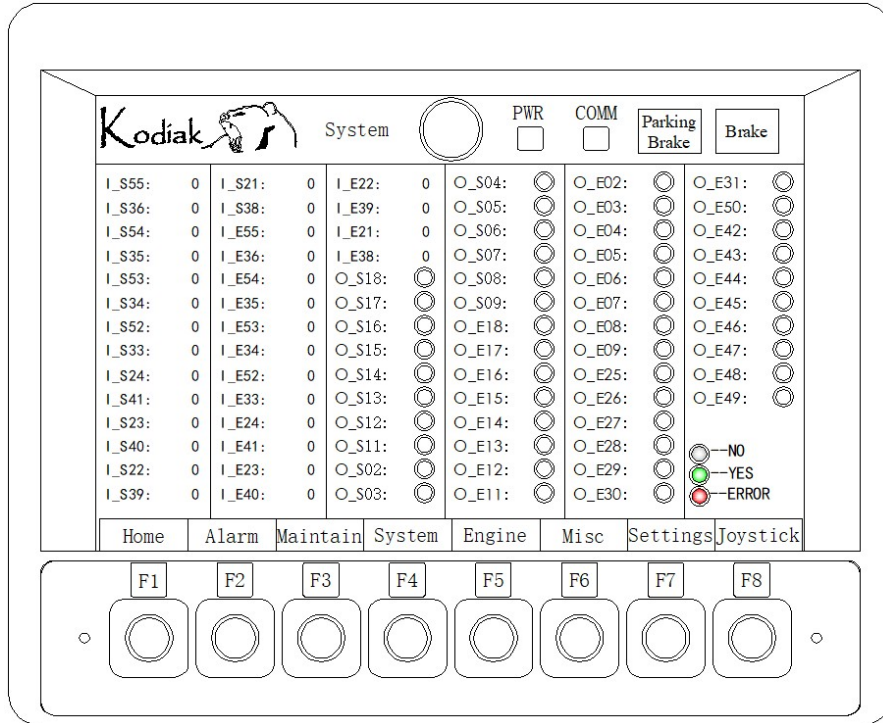 Kodiak System PWR COMM Parking Brake Brake
I_S55: 0 I_S21: 0 I_E22: 0 O_S04: O_E02: O_E31:
I_S36: 0 I_S38: 0 I_E39: 0 O_S05: O_E03: O_E50:
I_S54: 0 I_E55: 0 I_E21: 0 O_S06: O_E04: O_E42:
I_S35: 0 I_E36: 0 I_E38: 0 O_S07: O_E05: O_E43:
I_S53: 0 I_E54: 0 O_S18: O_S08: O_E06: O_E44:
I_S34: 0 I_E35: 0 O_S17: O_S09: O_E07: O_E45:
I_S52: 0 I_E53: 0 O_S16: O_E18: O_E08: O_E46:
I_S33: 0 I_E34: 0 O_S15: O_E17: O_E09: O_E47:
I_S24: 0 I_E52: 0 O_S14: O_E16: O_E25: O_E48:
I_S41: 0 I_E33: 0 O_S13: O_E15: O_E26: O_E49:
I_S23: 0 I_E24: 0 O_S12: O_E14: O_E27:
I_S40: 0 I_E41: 0 O_S11: O_E13: O_E28: --NO
I_S22: 0 I_E23: 0 O_S02: O_E12: O_E29: --YES
I_S39: 0 I_E40: 0 O_S03: O_E11: O_E30: --ERROR
Home Alarm Maintain System Engine Misc Settings Joystick
F1 F2 F3 F4 F5 F6 F7 F8